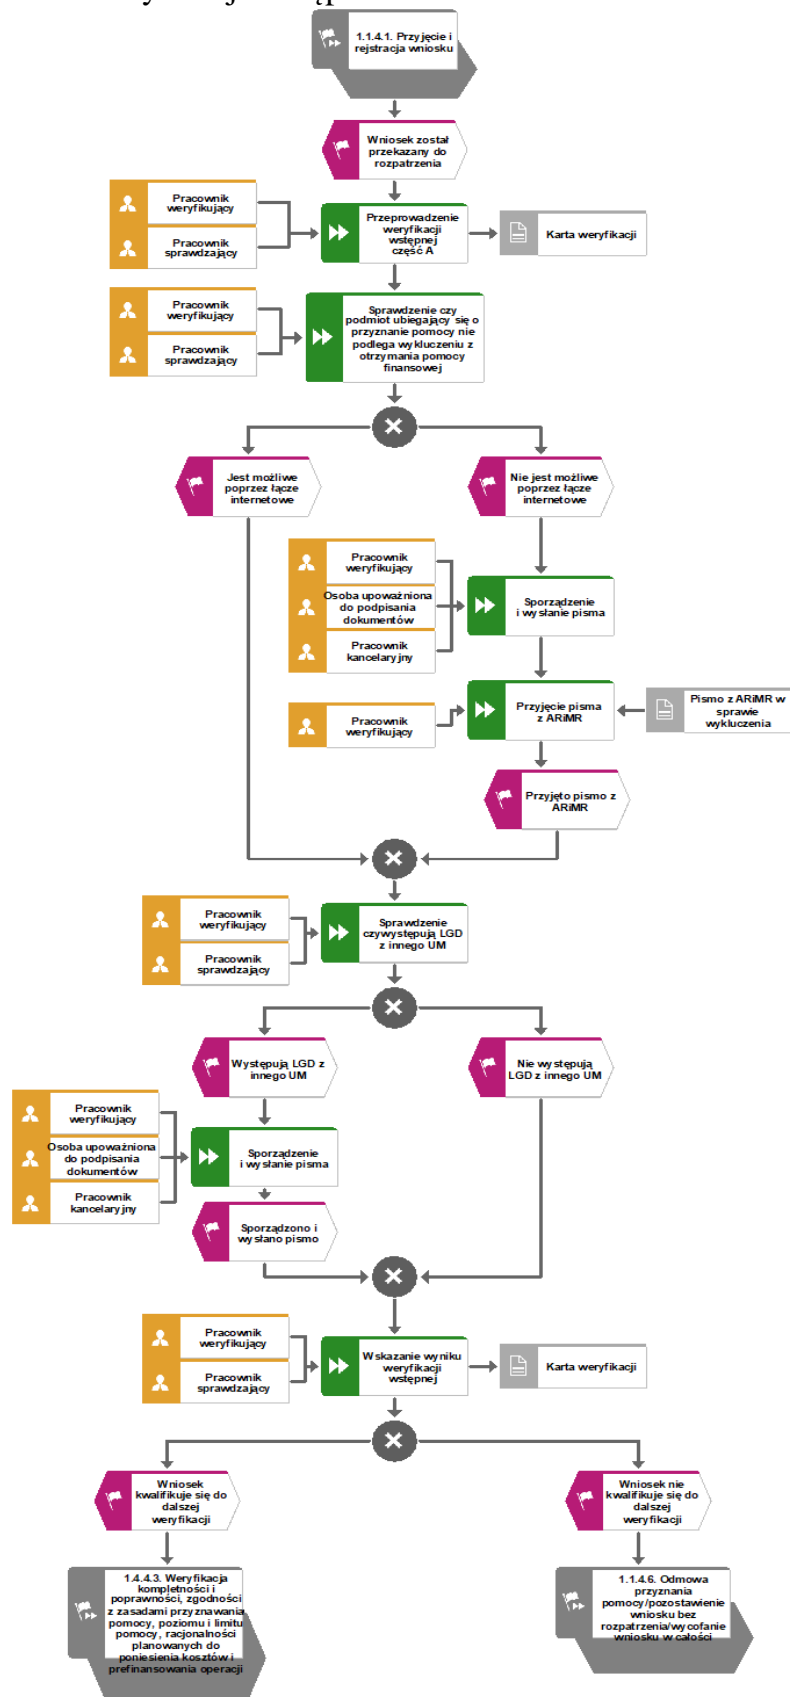 1.1.4.1. Przyjęcie i
rejstracja wniosku
Wniosek został
przekazany do
rozpatrzenia
Pracownik
weryfikujący
Pracownik
sprawdzający
Przeprowadzenie
weryfikacji
wstępnej
część A
Karta weryfikacji
Pracownik
weryfikujący
Pracownik
sprawdzający
Sprawdzenie czy
podmiot ubiegający się o
przyznanie pomocy nie
podlega wykluczeniu z
otrzymania pomocy
finansowej
Jest możliwe
poprzez łącze
internetowe
Nie jest możliwe
poprzez łącze
internetowe
Pracownik
weryfikujący
Osoba upoważniona
do podpisania
dokumentów
Pracownik
kancelaryjny
Sporządzenie
i wysłanie pisma
Pracownik
weryfikujący
Przyjęcie pisma
z ARiMR
Pismo z ARiMR w
sprawie
wykluczenia
Przyjęto pismo z
ARiMR
Pracownik
weryfikujący
Pracownik
sprawdzający
Sprawdzenie
czywystępują LGD
z innego UM
Występują LGD z
innego UM
Nie występują
LGD z innego UM
Pracownik
weryfikujący
Osoba upoważniona
do podpisania
dokumentów
Pracownik
kancelaryjny
Sporządzenie
i wysłanie pisma
Sporządzono i
wysłano pismo
Pracownik
weryfikujący
Pracownik
sprawdzający
Wskazanie wyniku
weryfikacji
wstępnej
Karta weryfikacji
Wniosek
kwalifikuje się do
dalszej
weryfikacji
Wniosek nie
kwalifikuje się do
dalszej
weryfikacji
1.4.4.3. Weryfikacja
kompletności i
poprawności, zgodności
z zasadami przyznawania
pomocy, poziomu i limitu
pomocy, racjonalności
planowanych do
poniesienia kosztów i
prefinansowania operacji
1.1.4.6. Odmowa
przyznania
pomocy/pozostawienie
wniosku bez
rozpatrzenia/wycofanie
wniosku w całości